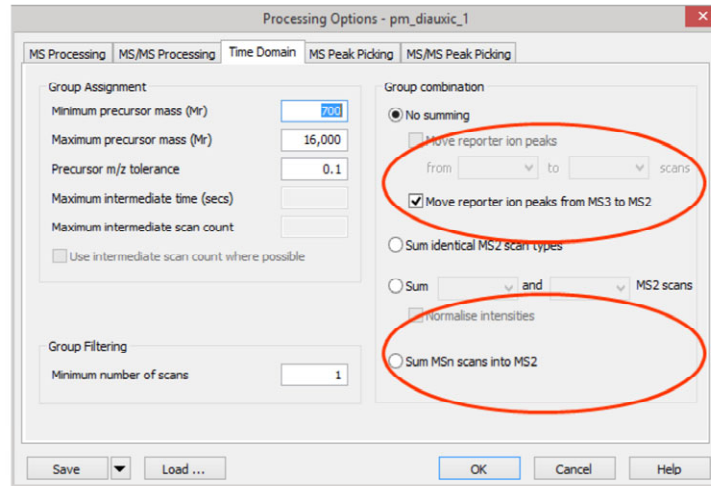 Processing Options - pm_diauxic_1
MS Processing MS/MS Processing Time Domain MS Peak Picking MS/MS Peak Picking
Group Assignment
Minimum precursor mass (Mr) 700
Maximum precursor mass (Mr) 16,000
Precursor m/z tolerance 0.1
Maximum intermediate time (secs)
Maximum intermediate scan count
Use intermediate scan count where possible
Group Filtering
Minimum number of scans 1
Group combination
No summing
Move reporter ion peaks
from to scans
Move reporter ion peaks from MS3 to MS2
Sum identical MS2 scan types
Sum and MS2 scans
Normalise intensities
Sum MSn scans into MS2
Save Load ... OK Cancel Help